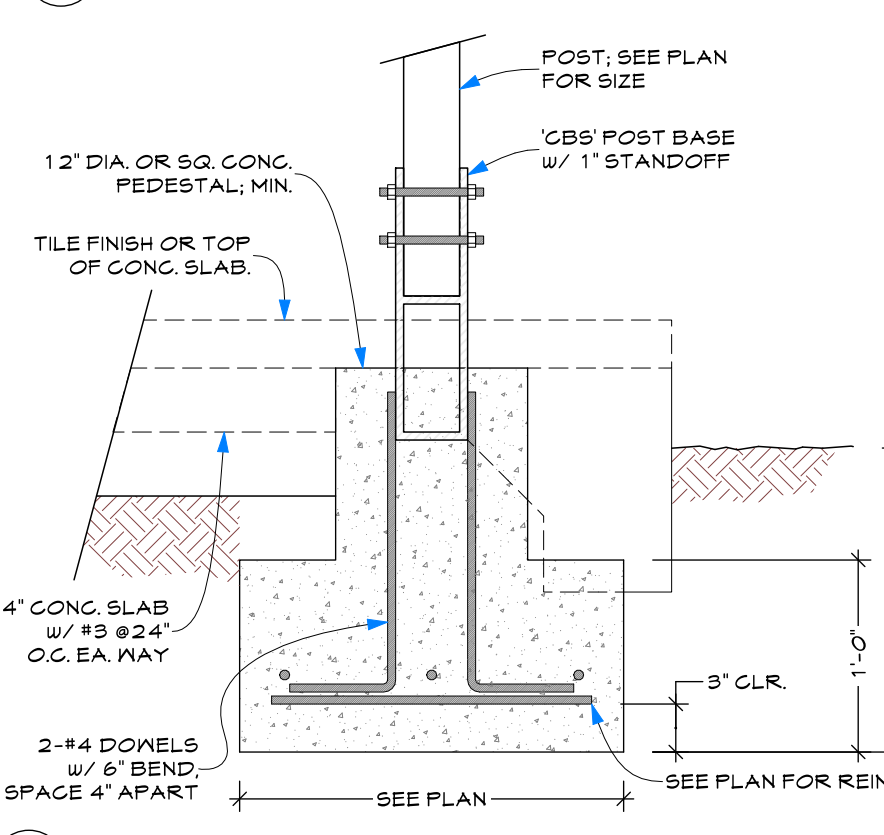 POST; SEE PLAN
FOR SIZE
'CBS' POST BASE
w/ 1" STANDOFF
12" DIA. OR SQ. CONC.
PEDESTAL; MIN.
TILE FINISH OR TOP
OF CONC. SLAB.
4" CONC. SLAB
w/ #3 @24"
O.C. EA. WAY
1'-0"
3" CLR.
2-#4 DOWELS
w/ 6" BEND,
SPACE 4" APART
SEE PLAN FOR REIN
SEE PLAN